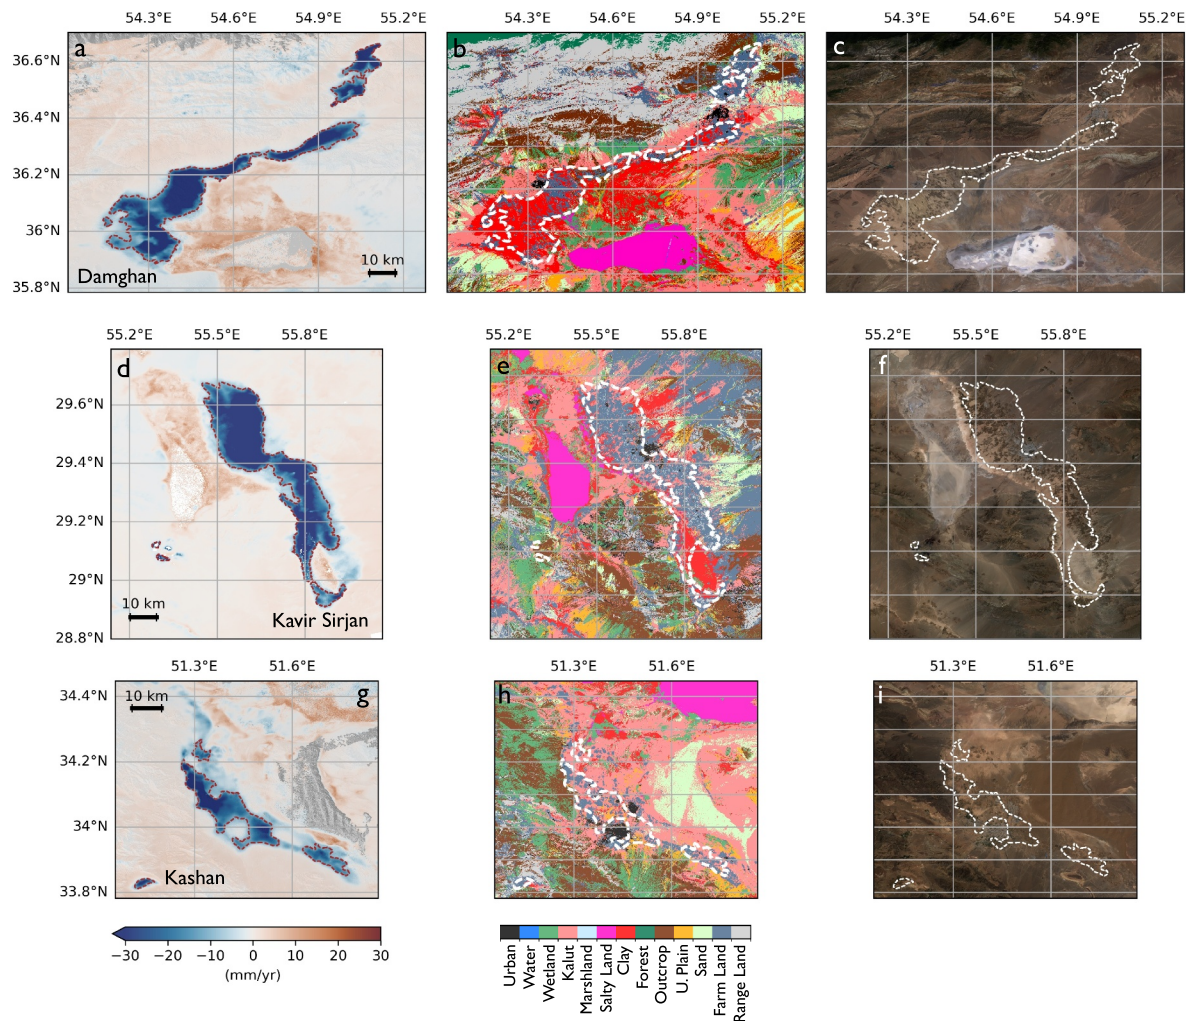 54.3°E 54.6°E 54.9°E 55.2°E
54.3°E 54.6°E 54.9°E 55.2°E
54.3°E 54.6°E 54.9°E 55.2°E
a
b
c
36.6°N
36.4°N
36.2°N
36°N
35.8°N
10 km
Damghan
55.2°E 55.5°E 55.8°E
55.2°E 55.5°E 55.8°E
55.2°E 55.5°E 55.8°E
d
e
f
29.6°N
29.4°N
29.2°N
29°N
28.8°N
10 km
Kavir Sirjan
51.3°E 51.6°E
51.3°E 51.6°E
51.3°E 51.6°E
34.4°N
34.2°N
34°N
33.8°N
10 km
g
h
i
Kashan
−30 −20 −10 0 10 20 30
(mm/yr)
Urban
Water
Wetland
Kalut
Marshland
Salty Land
Clay
Forest
Outcrop
U. Plain
Sand
Farm Land
Range Land